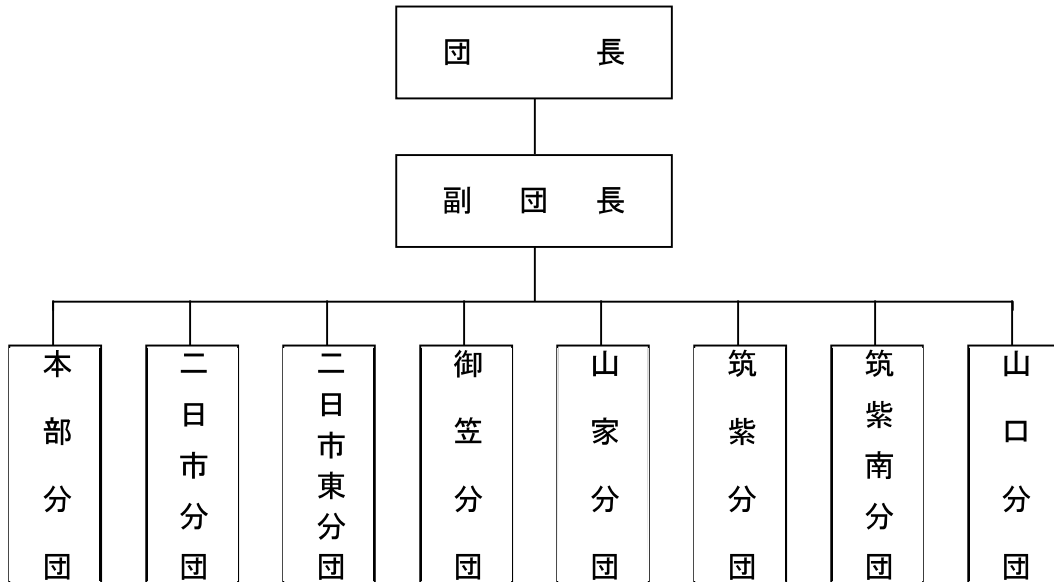 団長
副団長
本部分団
二日市分団
二日市東分団
御笠分団
山家分団
筑紫分団
筑紫南分団
山口分団